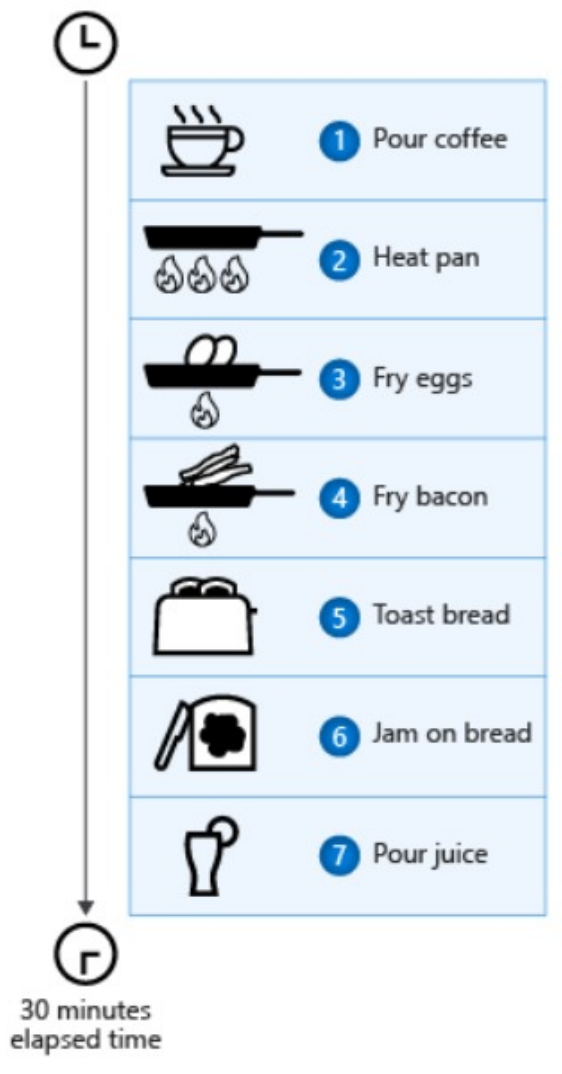 1 Pour coffee
2 Heat pan
3 Fry eggs
4 Fry bacon
5 Toast bread
6 Jam on bread
7 Pour juice
30 minutes
elapsed time